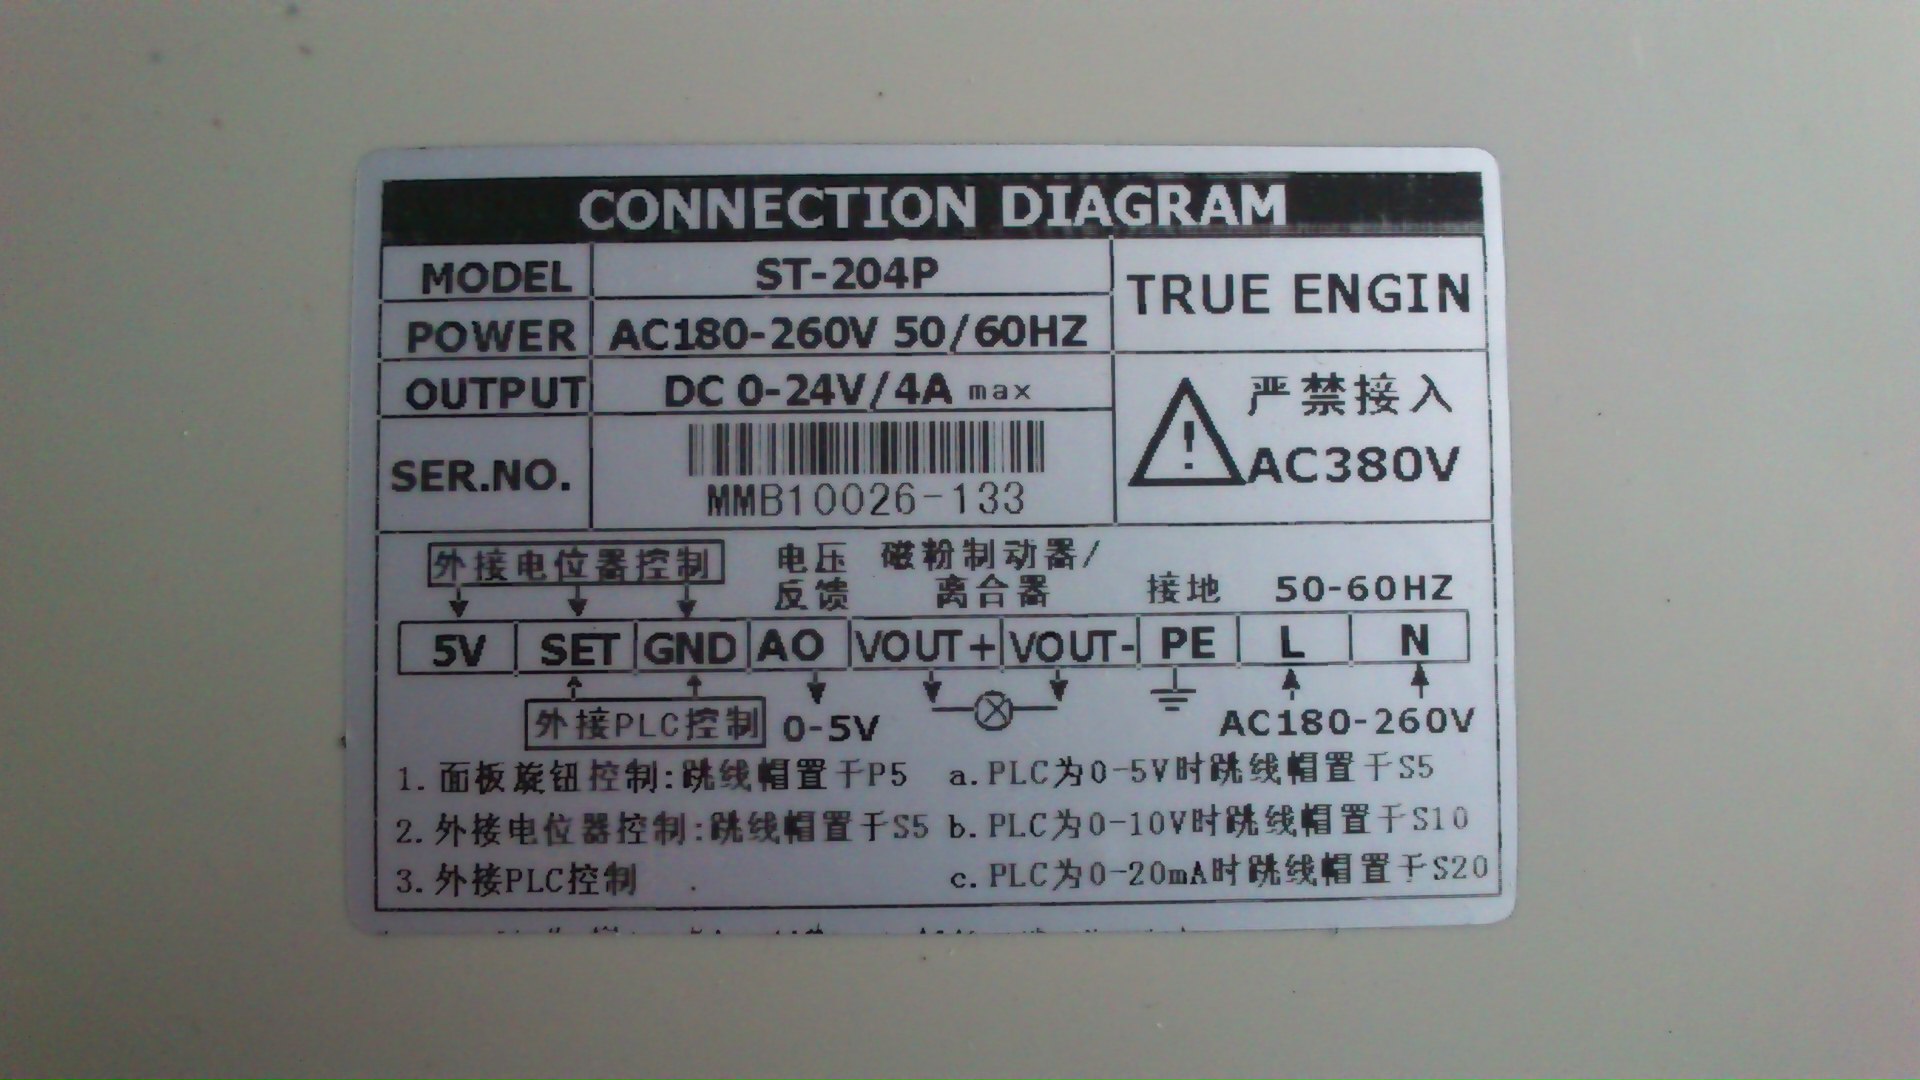 CONNECTION DIAGRAM
MODEL ST-204P
TRUE ENGIN
POWER AC180-260V 50/60HZ
OUTPUT DC 0-24V/4A max
严禁接入
AC380V
SER.NO.
MMB10026-133
外接电位器控制 电压 磁粉制动器/
反馈 离合器 接地 50-60HZ
5V SET GND AO VOUT+ VOUT- PE L N
外接PLC控制 0-5V AC180-260V
1. 面板旋钮控制:跳线帽置于P5 a. PLC为0-5V时跳线帽置于S5
2. 外接电位器控制:跳线帽置于S5 b. PLC为0-10V时跳线帽置于S10
3. 外接PLC控制 c. PLC为0-20mA时跳线帽置于S20